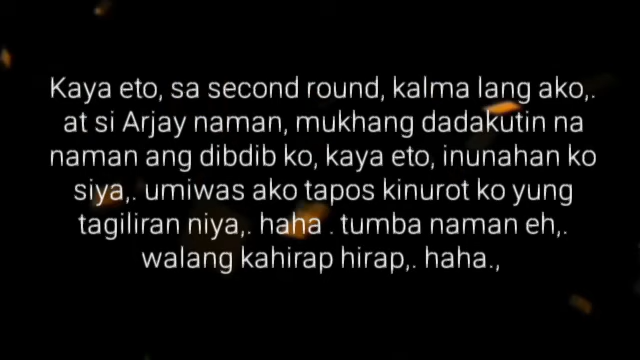 Kaya eto, sa second round, kalma lang ako,.
at si Arjay naman, mukhang dadakutin na
naman ang dibdib ko, kaya eto, inunahan ko
siya,. umiwas ako tapos kinurot ko yung
tagiliran niya,. haha . tumba naman eh,.
walang kahirap hirap,. haha.,